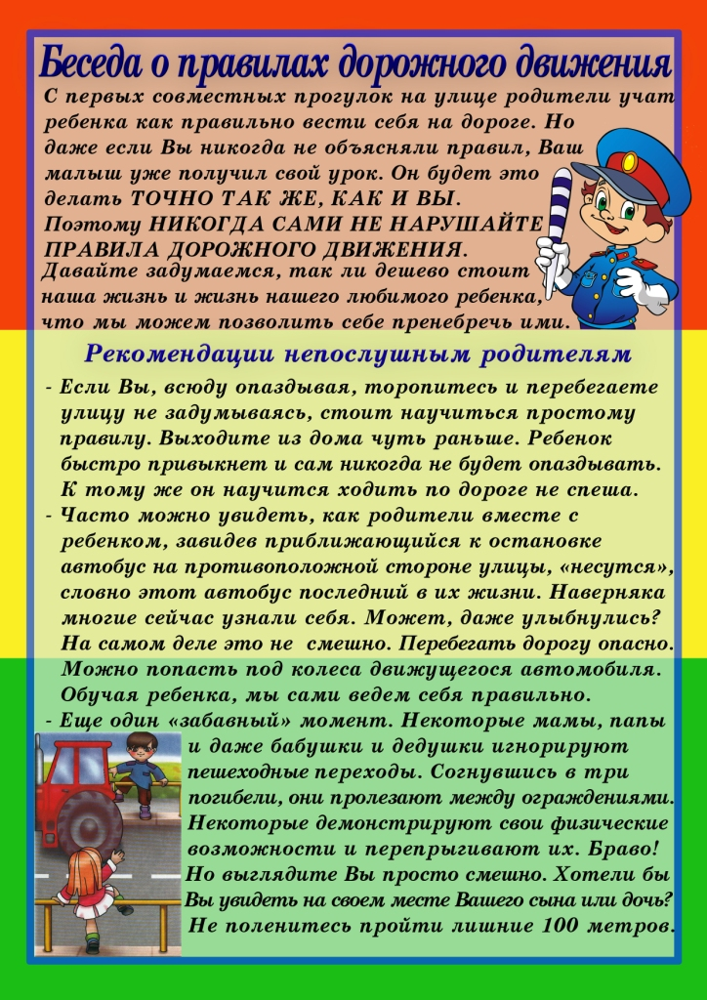 Беседа о правилах дорожного движения
С первых совместных прогулок на улице родители учат
ребенка как правильно вести себя на дороге. Но
даже если Вы никогда не объясняли правил, Ваш
малыш уже получил свой урок. Он будет это
делать ТОЧНО ТАК ЖЕ, КАК И ВЫ.
Поэтому НИКОГДА САМИ НЕ НАРУШАЙТЕ
ПРАВИЛА ДОРОЖНОГО ДВИЖЕНИЯ.
Давайте задумаемся, так ли дешево стоит
наша жизнь и жизнь нашего любимого ребенка,
что мы можем позволить себе пренебречь ими.
Рекомендации непослушным родителям
- Если Вы, всюду опаздывая, торопитесь и перебегаете
улицу не задумываясь, стоит научиться простому
правилу. Выходите из дома чуть раньше. Ребенок
быстро привыкнет и сам никогда не будет опаздывать.
К тому же он научится ходить по дороге не спеша.
- Часто можно увидеть, как родители вместе с
ребенком, завидев приближающийся к остановке
автобус на противоположной стороне улицы, «несутся»,
словно этот автобус последний в их жизни. Наверняка
многие сейчас узнали себя. Может, даже улыбнулись?
На самом деле это не смешно. Перебегать дорогу опасно.
Можно попасть под колеса движущегося автомобиля.
Обучая ребенка, мы сами ведем себя правильно.
- Еще один «забавный» момент. Некоторые мамы, папы
и даже бабушки и дедушки игнорируют
пешеходные переходы. Согнувшись в три
погибели, они пролезают между ограждениями.
Некоторые демонстрируют свои физические
возможности и перепрыгивают их. Браво!
Но выглядите Вы просто смешно. Хотели бы
Вы увидеть на своем месте Вашего сына или дочь?
Не поленитесь пройти лишние 100 метров.